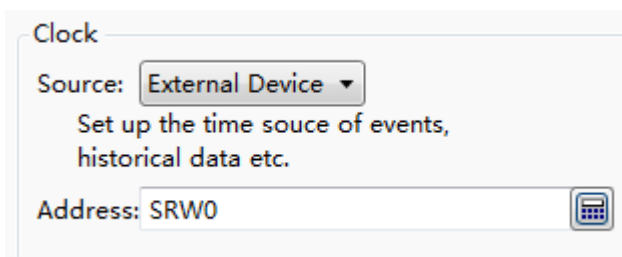 Clock
Source: External Device
Set up the time souce of events,
historical data etc.
Address: SRW0